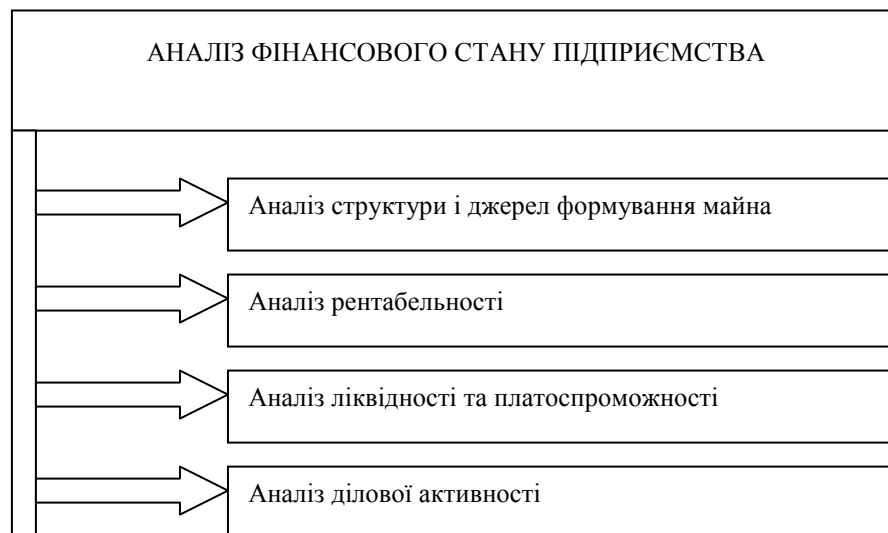 АНАЛІЗ ФІНАНСОВОГО СТАНУ ПІДПРИЄМСТВА
Аналіз структури і джерел формування майна
Аналіз рентабельності
Аналіз ліквідності та платоспроможності
Аналіз ділової активності